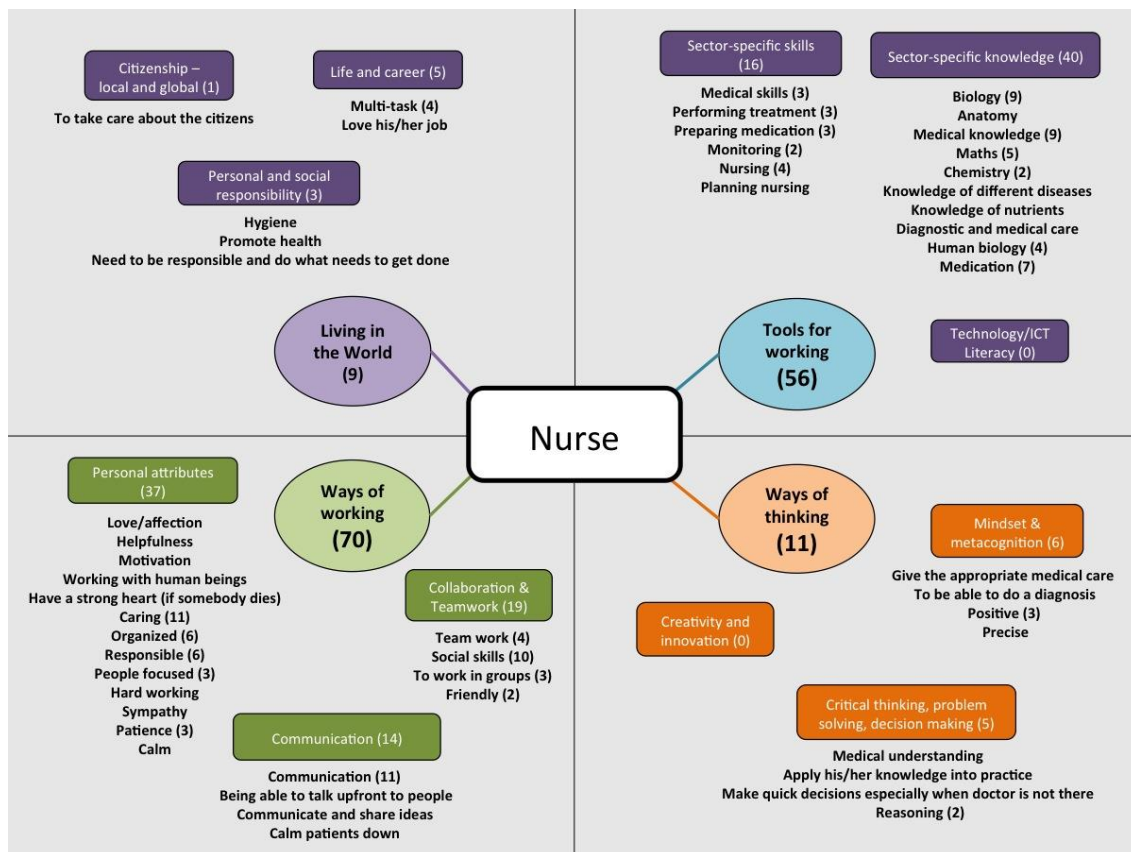 Citizenship –
local and global (1)
To take care about the citizens
Life and career (5)
Multi-task (4)
Love his/her job
Personal and social
responsibility (3)
Hygiene
Promote health
Need to be responsible and do what needs to get done
Living in
the World
(9)
Sector-specific skills
(16)
Medical skills (3)
Performing treatment (3)
Preparing medication (3)
Monitoring (2)
Nursing (4)
Planning nursing
Sector-specific knowledge (40)
Biology (9)
Anatomy
Medical knowledge (9)
Maths (5)
Chemistry (2)
Knowledge of different diseases
Knowledge of nutrients
Diagnostic and medical care
Human biology (4)
Medication (7)
Technology/ICT
Literacy (0)
Tools for
working
(56)
Nurse
Personal attributes
(37)
Love/affection
Helpfulness
Motivation
Working with human beings
Have a strong heart (if somebody dies)
Caring (11)
Organized (6)
Responsible (6)
People focused (3)
Hard working
Sympathy
Patience (3)
Calm
Ways of
working
(70)
Collaboration &
Teamwork (19)
Team work (4)
Social skills (10)
To work in groups (3)
Friendly (2)
Communication (14)
Communication (11)
Being able to talk upfront to people
Communicate and share ideas
Calm patients down
Ways of
thinking
(11)
Mindset &
metacognition (6)
Give the appropriate medical care
To be able to do a diagnosis
Positive (3)
Precise
Creativity and
innovation (0)
Critical thinking, problem
solving, decision making (5)
Medical understanding
Apply his/her knowledge into practice
Make quick decisions especially when doctor is not there
Reasoning (2)